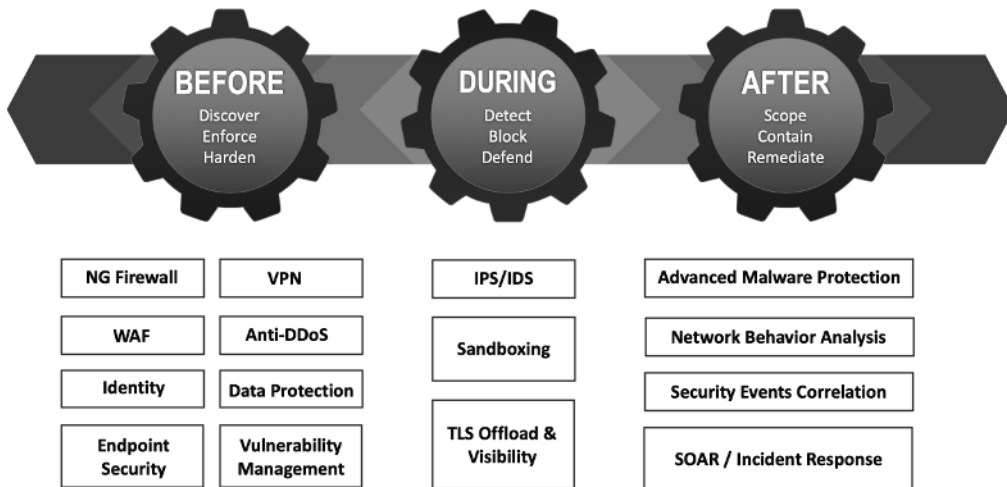 BEFORE
Discover
Enforce
Harden
DURING
Detect
Block
Defend
AFTER
Scope
Contain
Remediate
NG Firewall
VPN
WAF
Anti-DDoS
Identity
Data Protection
Endpoint
Security
Vulnerability
Management
IPS/IDS
Sandboxing
TLS Offload &
Visibility
Advanced Malware Protection
Network Behavior Analysis
Security Events Correlation
SOAR / Incident Response